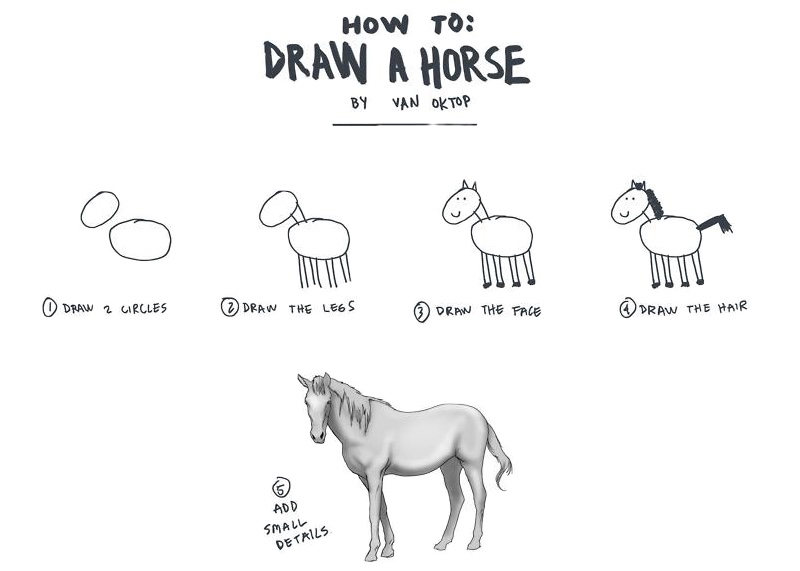 HOW TO:
DRAW A HORSE
BY VAN OKTOP
1 DRAW 2 CIRCLES
2 DRAW THE LEGS
3 DRAW THE FACE
4 DRAW THE HAIR
5
ADD
SMALL
DETAILS.